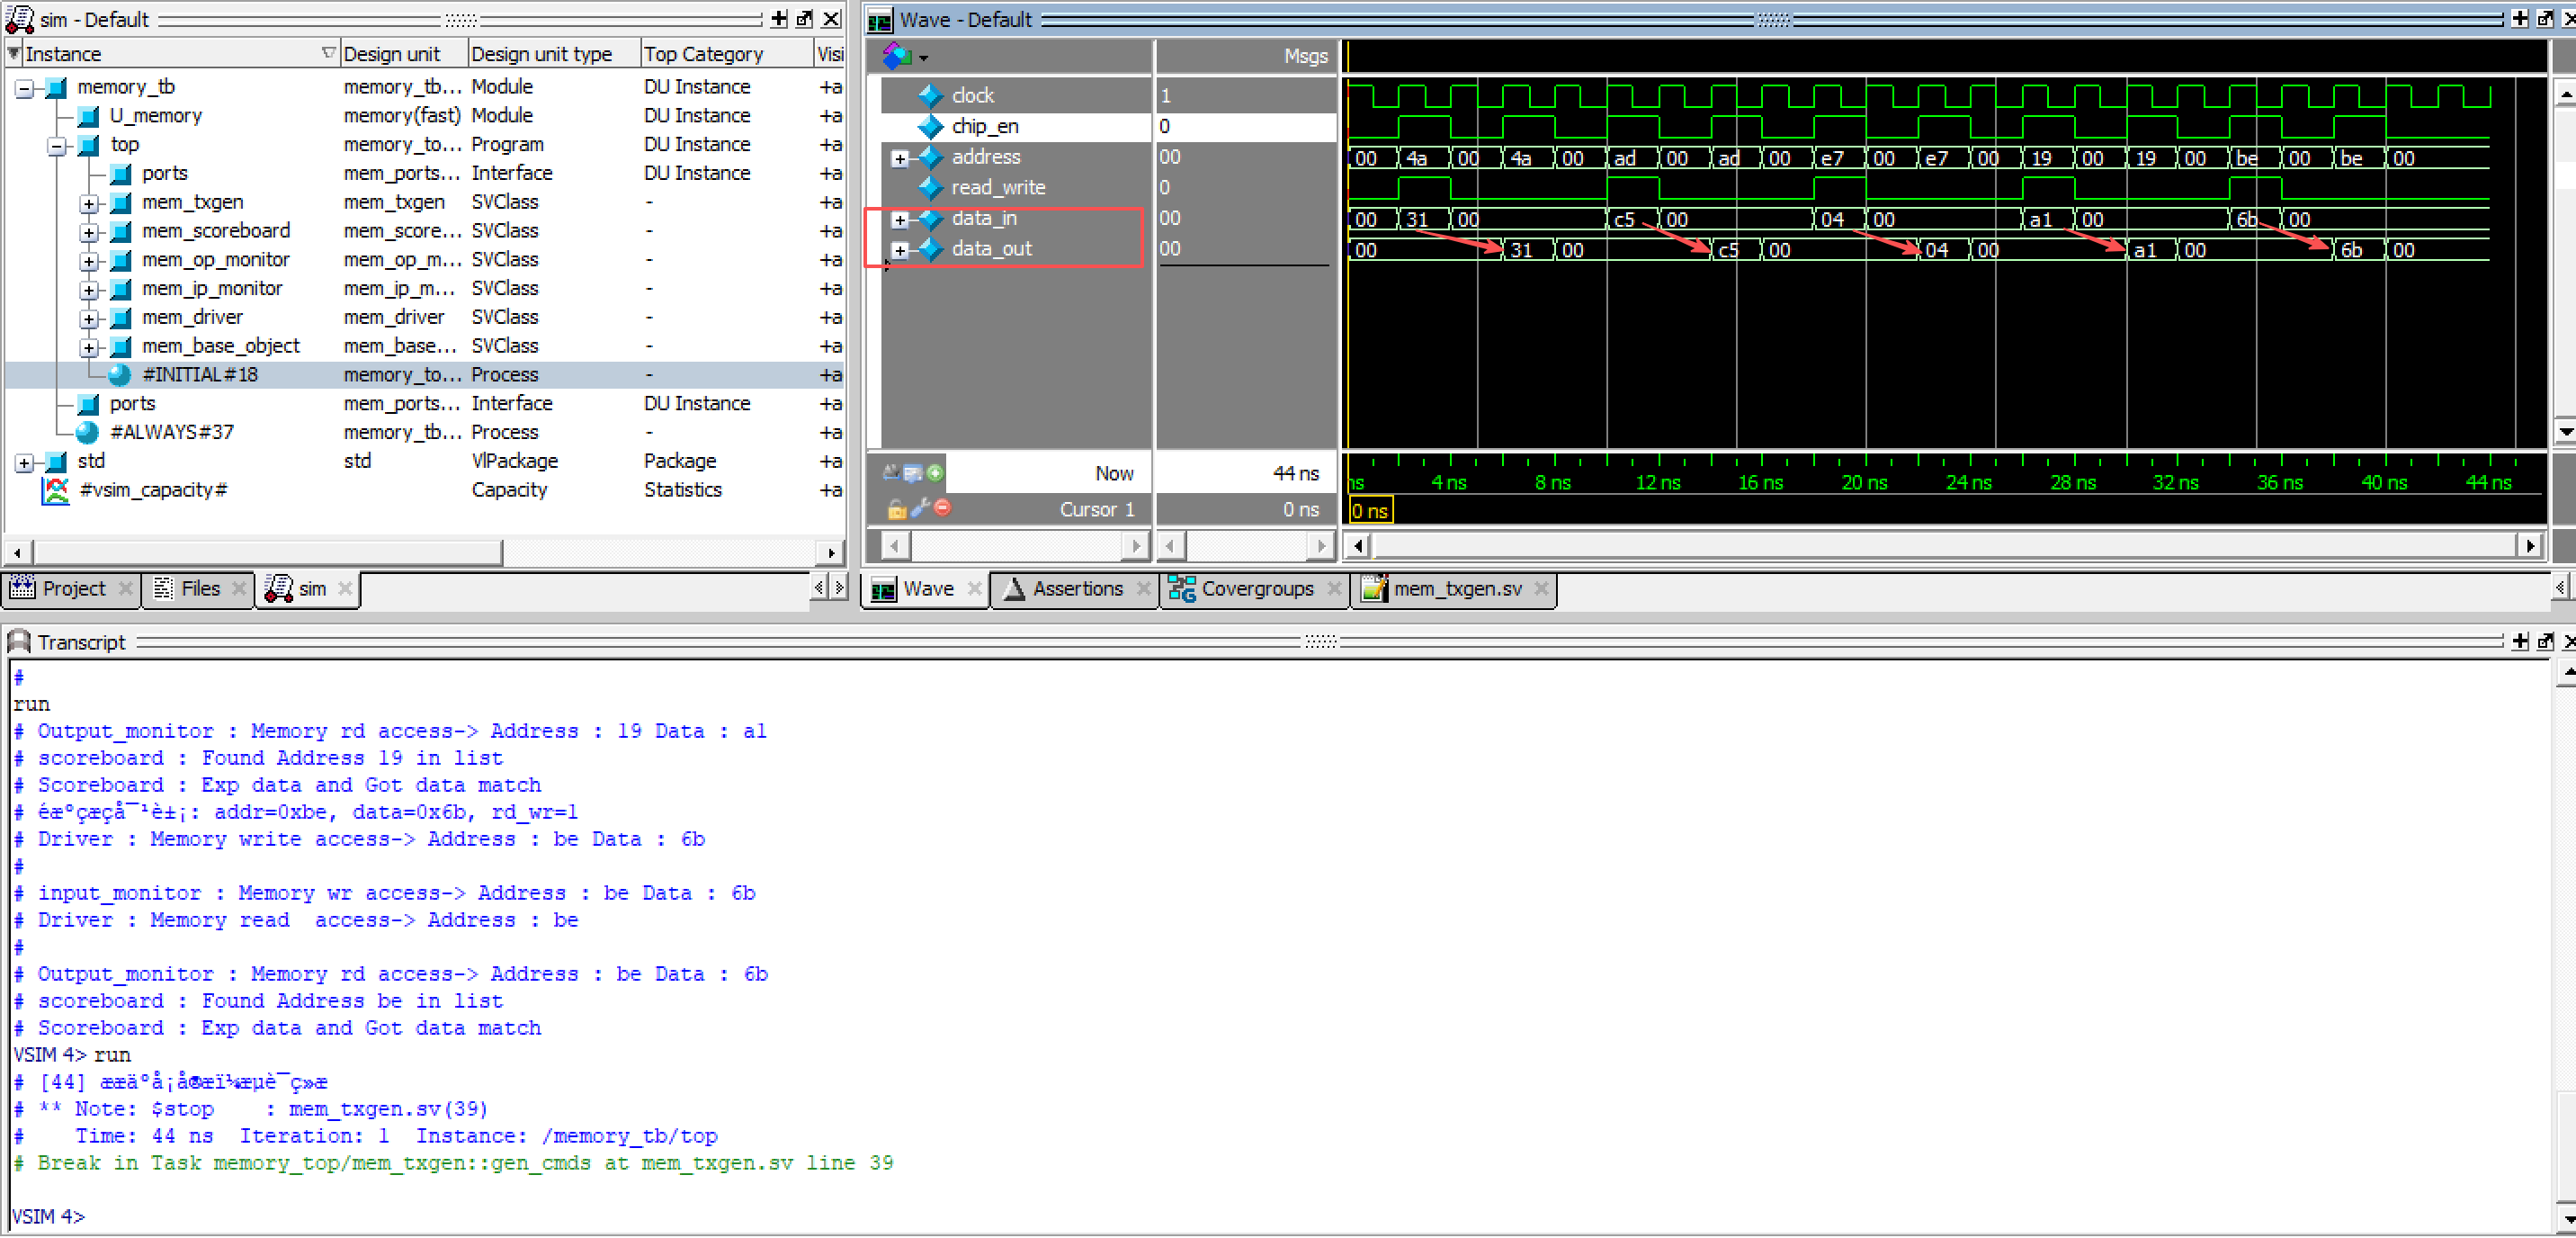 sim - Default
Instance Design unit Design unit type Top Category Visi
memory_tb memory_tb... Module DU Instance +a
U_memory memory(fast) Module DU Instance +a
top memory_to... Program DU Instance +a
ports mem_ports... Interface DU Instance +a
mem_txgen mem_txgen SVClass - +a
mem_scoreboard mem_score... SVClass - +a
mem_op_monitor mem_op_m... SVClass - +a
mem_ip_monitor mem_ip_m... SVClass - +a
mem_driver mem_driver SVClass - +a
mem_base_object mem_base... SVClass - +a
#INITIAL#18 memory_to... Process - +a
ports mem_ports... Interface DU Instance +a
#ALWAYS#37 memory_tb... Process - +a
std std VlPackage Package +a
#vsim_capacity# Capacity Statistics +a
Project Files sim
Wave - Default
Msgs
clock 1
chip_en 0
address 00 00 4a 00 4a 00 ad 00 ad 00 e7 00 e7 00 19 00 19 00 be 00 be 00
read_write 0
data_in 00 00 31 00 c5 00 04 00 a1 00 6b 00
data_out 00 00 31 00 c5 00 04 00 a1 00 6b 00
Now 44 ns ns 4 ns 8 ns 12 ns 16 ns 20 ns 24 ns 28 ns 32 ns 36 ns 40 ns 44 ns
Cursor 1 0 ns 0 ns
Wave Assertions Covergroups mem_txgen.sv
Transcript
#
run
# Output_monitor : Memory rd access-> Address : 19 Data : a1
# scoreboard : Found Address 19 in list
# Scoreboard : Exp data and Got data match
# : addr=0xbe, data=0x6b, rd_wr=1
# Driver : Memory write access-> Address : be Data : 6b
#
# input_monitor : Memory wr access-> Address : be Data : 6b
# Driver : Memory read  access-> Address : be
#
# Output_monitor : Memory rd access-> Address : be Data : 6b
# scoreboard : Found Address be in list
# Scoreboard : Exp data and Got data match
VSIM 4> run
# [44]
# ** Note: $stop    : mem_txgen.sv(39)
#    Time: 44 ns  Iteration: 1  Instance: /memory_tb/top
# Break in Task memory_top/mem_txgen::gen_cmds at mem_txgen.sv line 39
VSIM 4>